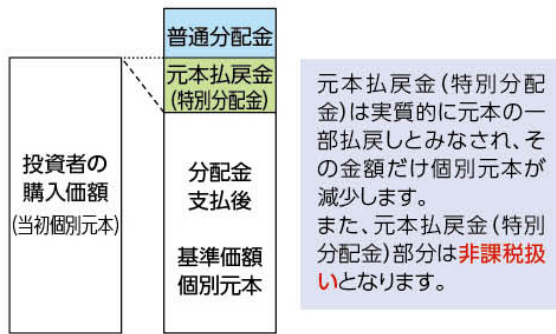 普通分配金
元本払戻金
(特別分配金)
投資者の
購入価額
(当初個別元本)
分配金
支払後
基準価額
個別元本
元本払戻金(特別分配
金)は実質的に元本の一
部払戻しとみなされ、そ
の金額だけ個別元本が
減少します。
また、元本払戻金(特別
分配金)部分は非課税扱
いとなります。